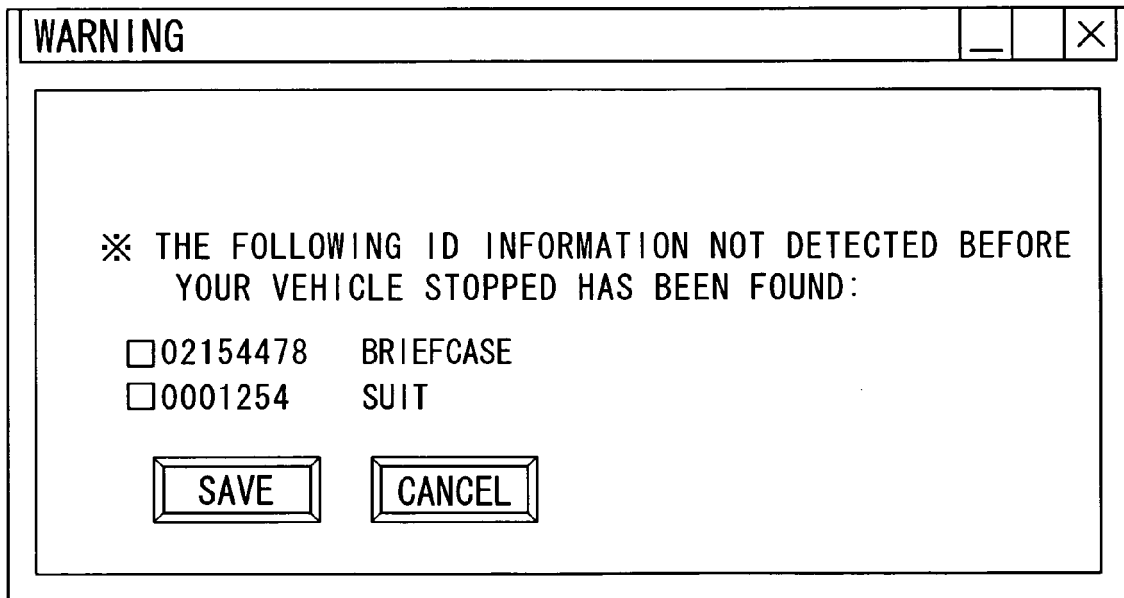 WARNING
※ THE FOLLOWING ID INFORMATION NOT DETECTED BEFORE
YOUR VEHICLE STOPPED HAS BEEN FOUND:
□02154478 BRIEFCASE
□0001254 SUIT
SAVE CANCEL